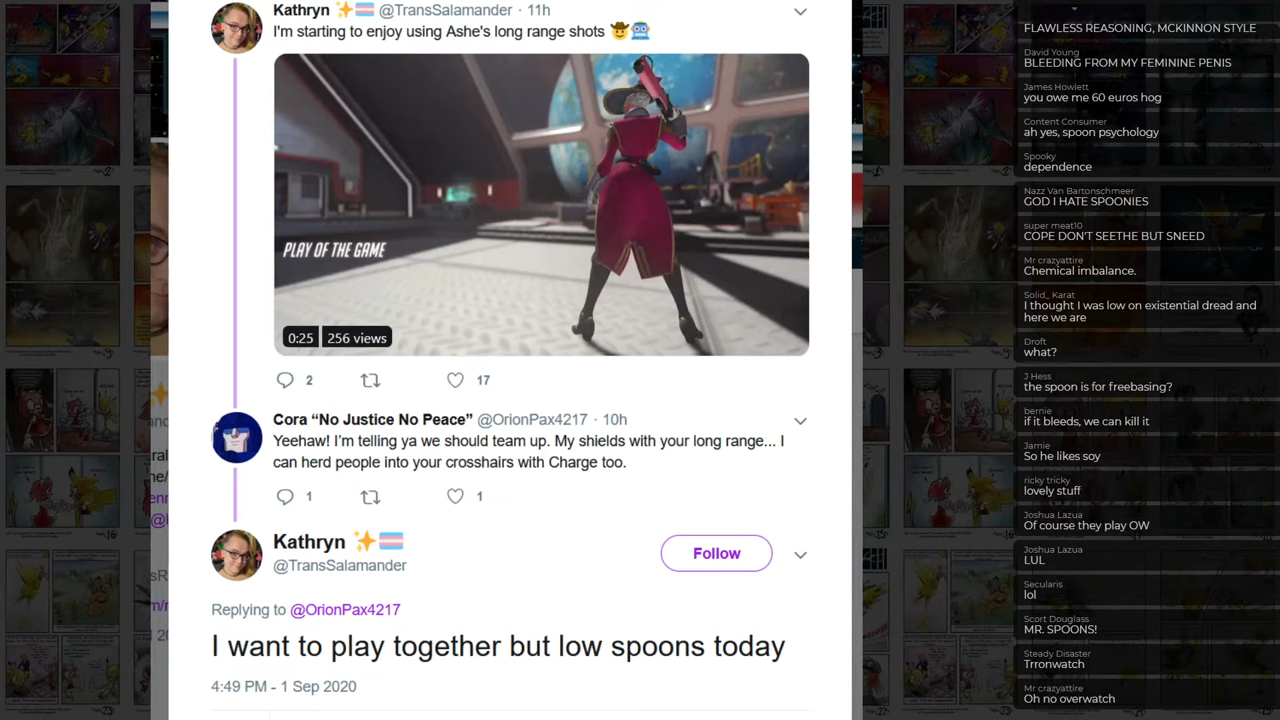 Kathryn @TransSalamander · 11h
I'm starting to enjoy using Ashe's long range shots
PLAY OF THE GAME
0:25 256 views
2 17
Cora “No Justice No Peace” @OrionPax4217 · 10h
Yeehaw! I’m telling ya we should team up. My shields with your long range... I
can herd people into your crosshairs with Charge too.
1 1
Kathryn
@TransSalamander
Follow
Replying to @OrionPax4217
I want to play together but low spoons today
4:49 PM - 1 Sep 2020
FLAWLESS REASONING, MCKINNON STYLE
David Young
BLEEDING FROM MY FEMININE PENIS
James Howlett
you owe me 60 euros hog
Content Consumer
ah yes, spoon psychology
Spooky
dependence
Nazz Van Bartonschmeer
GOD I HATE SPOONIES
super meat10
COPE DON'T SEETHE BUT SNEED
Mr crazyattire
Chemical imbalance.
Solid_ Karat
I thought I was low on existential dread and
here we are
Droft
what?
J Hess
the spoon is for freebasing?
bernie
if it bleeds, we can kill it
Jamie
So he likes soy
ricky tricky
lovely stuff
Joshua Lazua
Of course they play OW
Joshua Lazua
LUL
Secularis
lol
Scort Douglass
MR. SPOONS!
Steady Disaster
Trronwatch
Mr crazyattire
Oh no overwatch